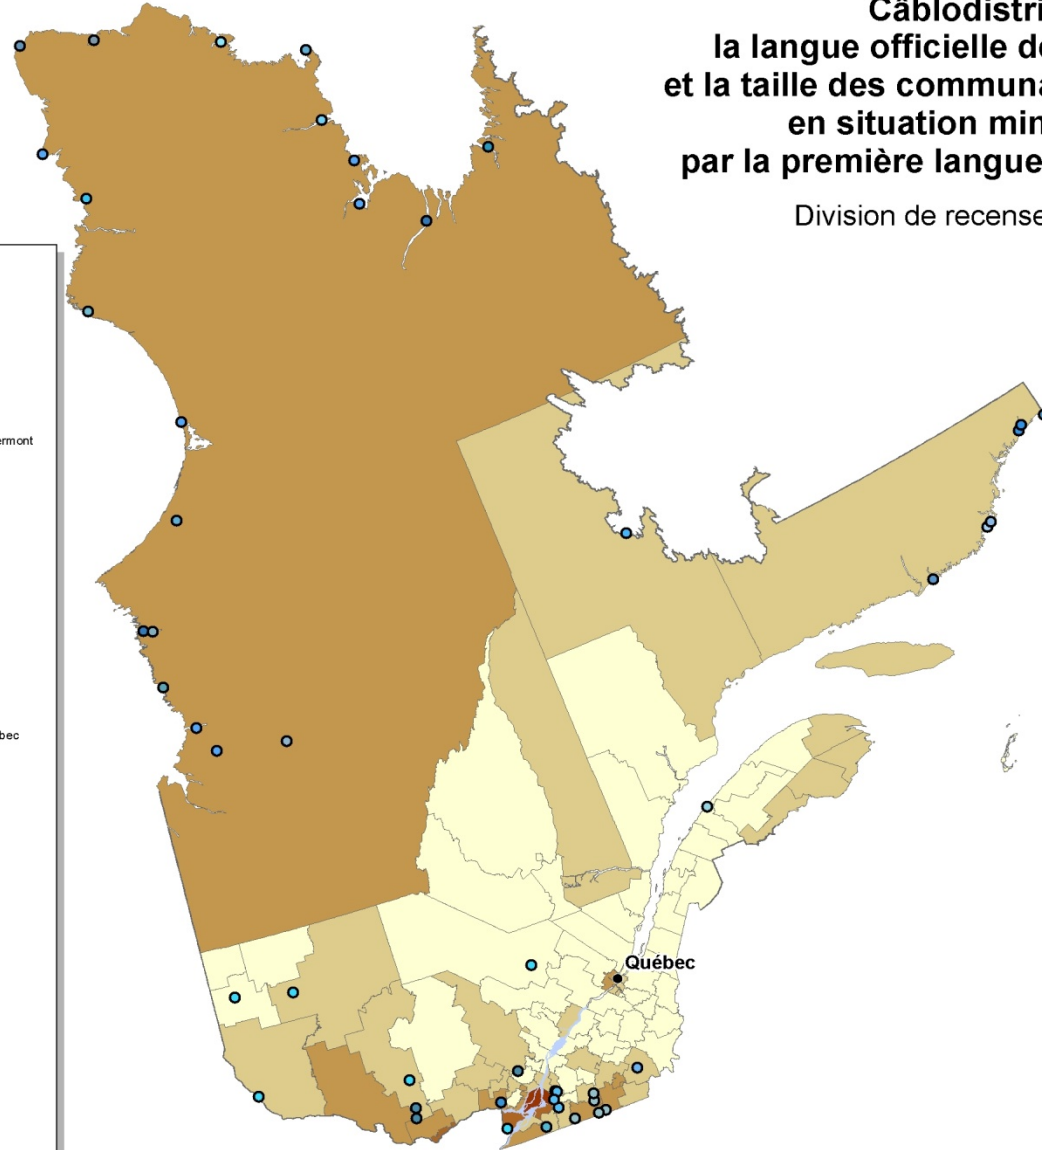 Câblodistri
la langue officielle de
et la taille des communa
en situation min
par la première langue
Division de recense
ermont
bec
Québec